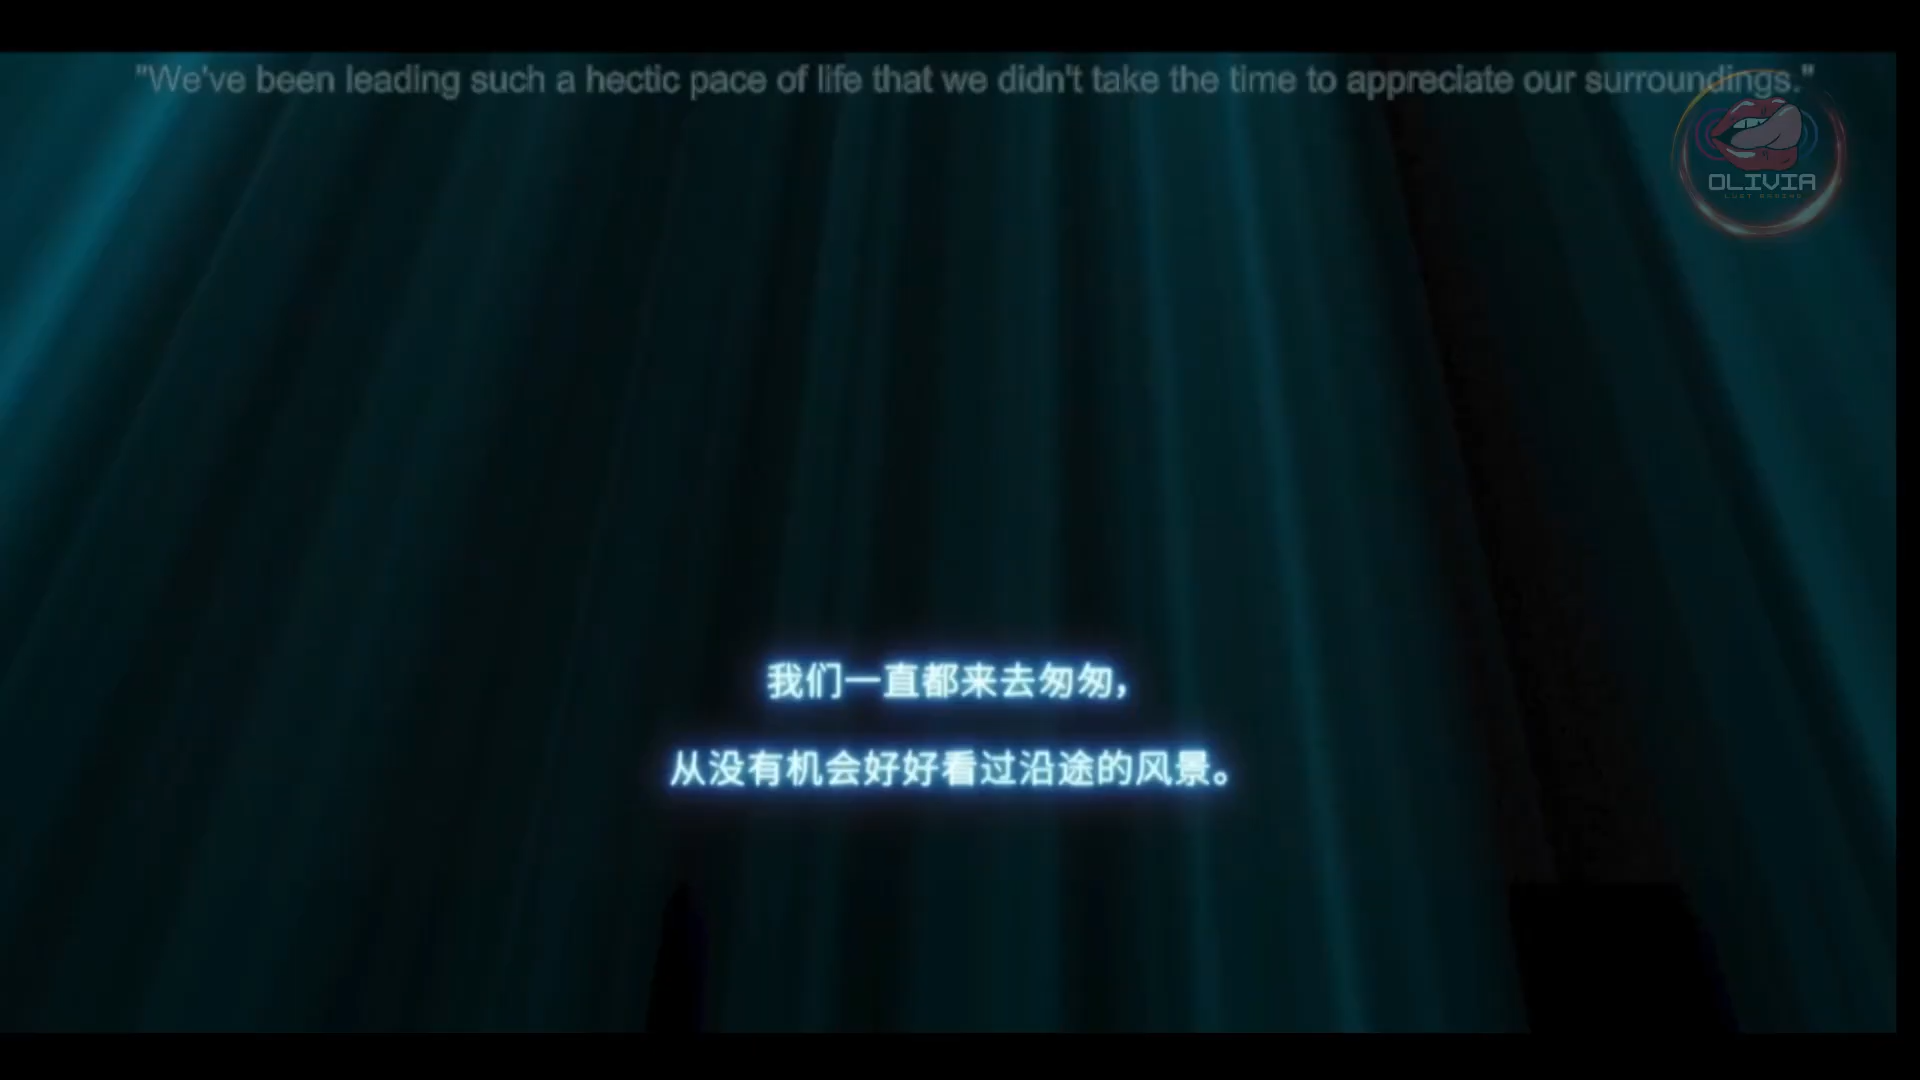 "We've been leading such a hectic pace of life that we didn't take the time to appreciate our surroundings."
OLIVIA
我们一直都来去匆匆，
从没有机会好好看过沿途的风景。